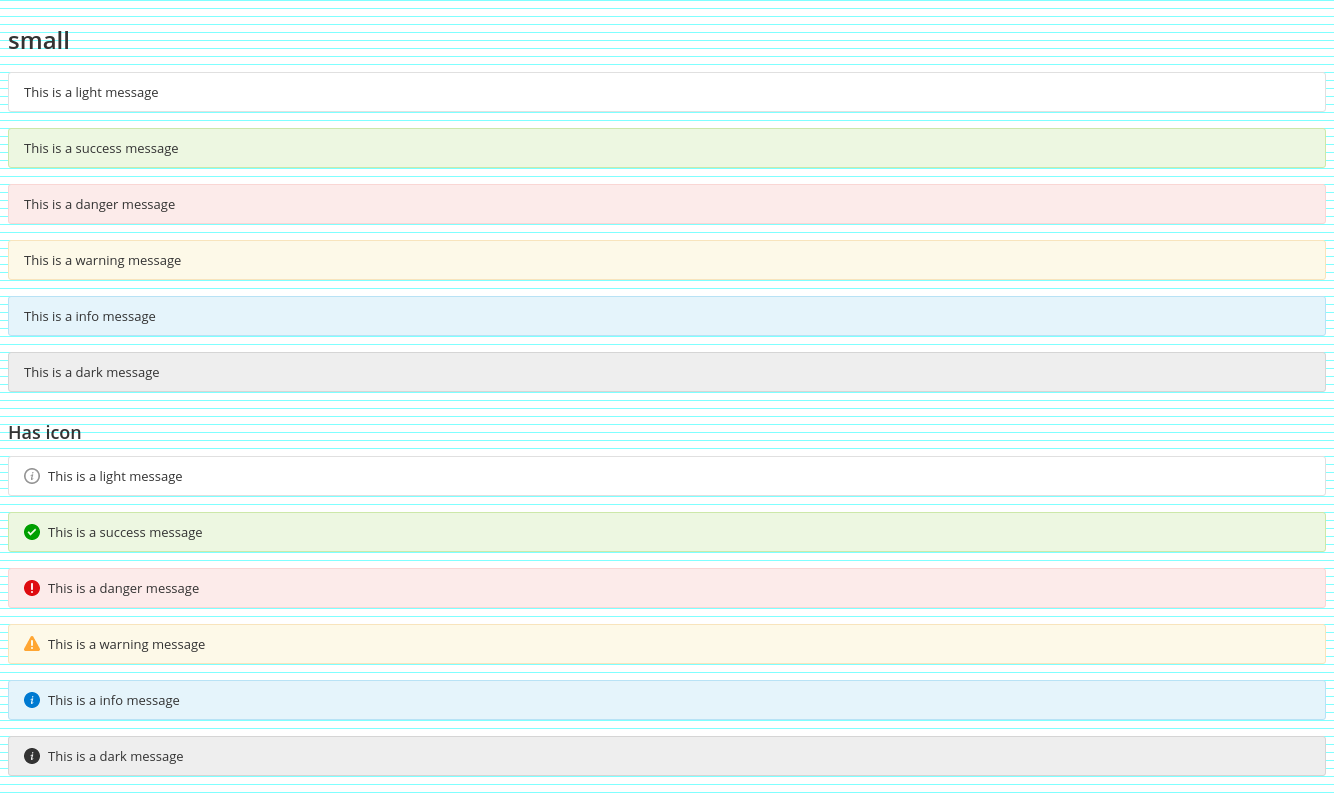 small
This is a light message
This is a success message
This is a danger message
This is a warning message
This is a info message
This is a dark message
Has icon
This is a light message
This is a success message
This is a danger message
This is a warning message
This is a info message
This is a dark message